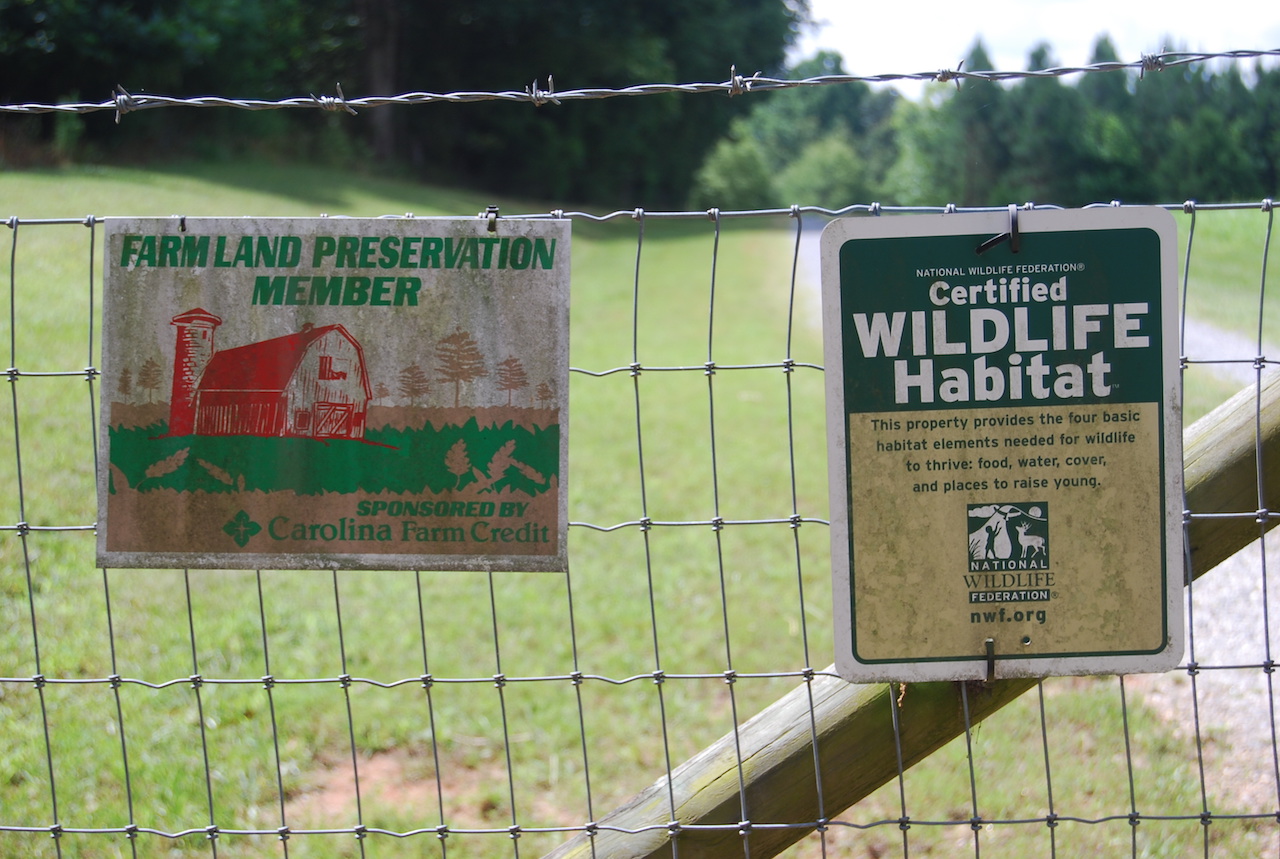 FARM LAND PRESERVATION
MEMBER
SPONSORED BY
Carolina Farm Credit
NATIONAL WILDLIFE FEDERATION®
Certified
WILDLIFE
Habitat™
This property provides the four basic
habitat elements needed for wildlife
to thrive: food, water, cover,
and places to raise young.
NATIONAL
WILDLIFE
FEDERATION®
nwf.org